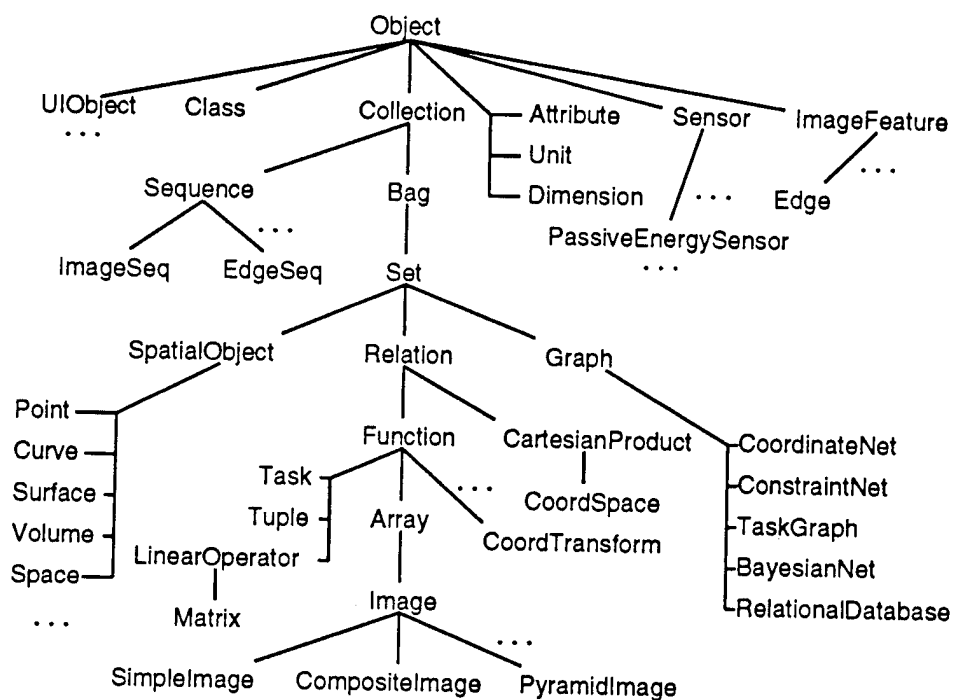 Object
UIObject Class Collection Attribute Sensor ImageFeature
. . .
Unit
. . .
Sequence Bag Dimension . . . Edge
. . .
PassiveEnergySensor
. . .
ImageSeq EdgeSeq Set
SpatialObject Relation Graph
Point
Function CartesianProduct CoordinateNet
Curve
Task . . . ConstraintNet
Surface CoordSpace
Tuple Array TaskGraph
Volume CoordTransform
LinearOperator BayesianNet
Space
Image RelationalDatabase
. . . Matrix
. . .
SimpleImage CompositeImage PyramidImage